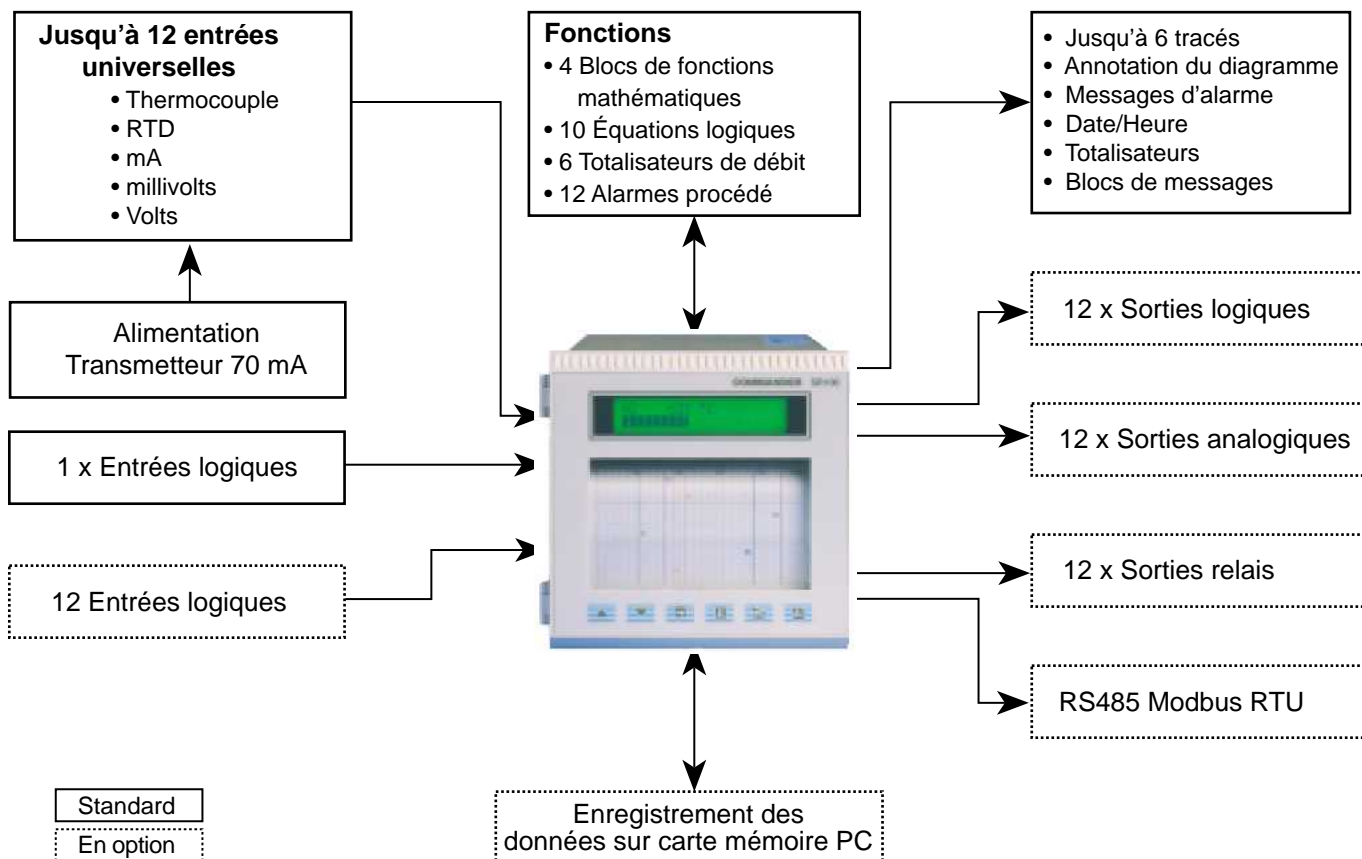 Jusqu'à 12 entrées
universelles
• Thermocouple
• RTD
• mA
• millivolts
• Volts
Alimentation
Transmetteur 70 mA
1 x Entrées logiques
12 Entrées logiques
Fonctions
• 4 Blocs de fonctions
mathématiques
• 10 Équations logiques
• 6 Totalisateurs de débit
• 12 Alarmes procédé
COMMANDER
• Jusqu'à 6 tracés
• Annotation du diagramme
• Messages d'alarme
• Date/Heure
• Totalisateurs
• Blocs de messages
12 x Sorties logiques
12 x Sorties analogiques
12 x Sorties relais
RS485 Modbus RTU
Enregistrement des
données sur carte mémoire PC
Standard
En option